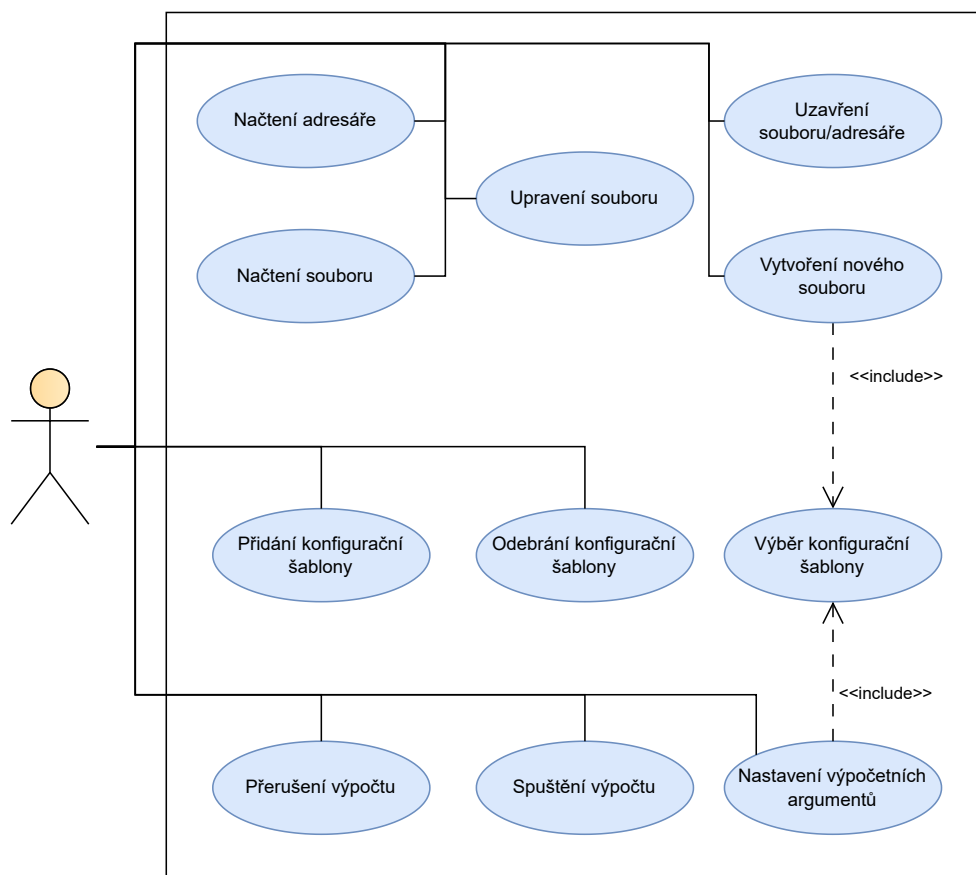 Načtení adresáře
Uzavření
souboru/adresáře
Upravení souboru
Načtení souboru
Vytvoření nového
souboru
<<include>>
Přidání konfigurační
šablony
Odebrání konfigurační
šablony
Výběr konfigurační
šablony
<<include>>
Přerušení výpočtu
Spuštění výpočtu
Nastavení výpočetních
argumentů